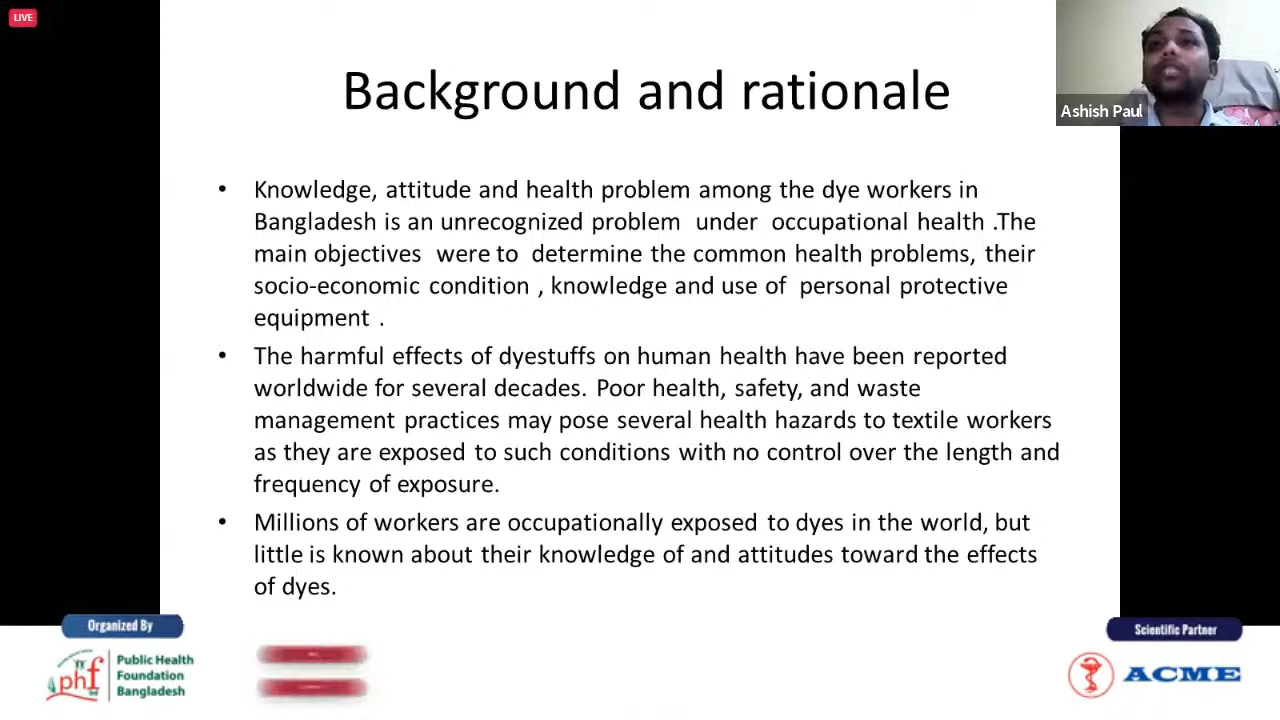 LIVE
Background and rationale
Ashish Paul
• Knowledge, attitude and health problem among the dye workers in
Bangladesh is an unrecognized problem under occupational health .The
main objectives were to determine the common health problems, their
socio-economic condition , knowledge and use of personal protective
equipment .
• The harmful effects of dyestuffs on human health have been reported
worldwide for several decades. Poor health, safety, and waste
management practices may pose several health hazards to textile workers
as they are exposed to such conditions with no control over the length and
frequency of exposure.
• Millions of workers are occupationally exposed to dyes in the world, but
little is known about their knowledge of and attitudes toward the effects
of dyes.
Organized By
phf
Public Health
Foundation
Bangladesh
Scientific Partner
ACME